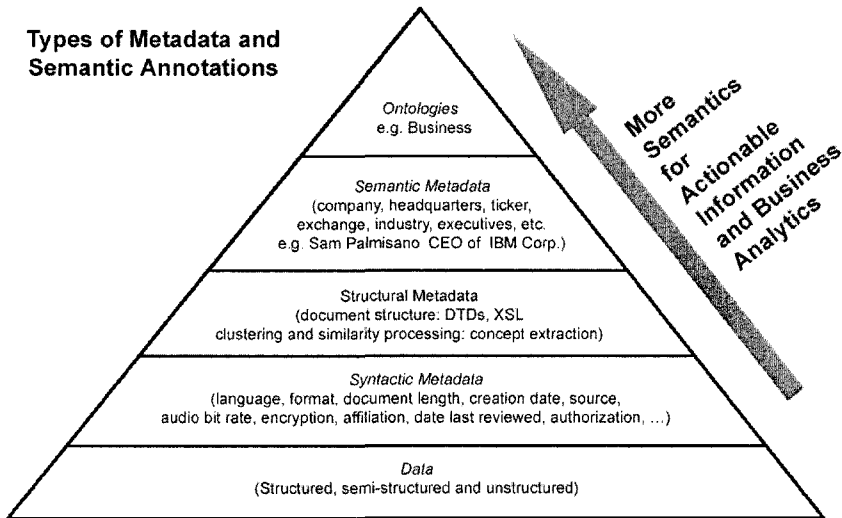 Types of Metadata and
Semantic Annotations
Ontologies
e.g. Business
Semantic Metadata
(company, headquarters, ticker,
exchange, industry, executives, etc.
e.g. Sam Palmisano CEO of IBM Corp.)
Structural Metadata
(document structure: DTDs, XSL
clustering and similarity processing: concept extraction)
Syntactic Metadata
(language, format, document length, creation date, source,
audio bit rate, encryption, affiliation, date last reviewed, authorization, ...)
Data
(Structured, semi-structured and unstructured)
More
Semantics
for
Actionable
Information
and Business
Analytics